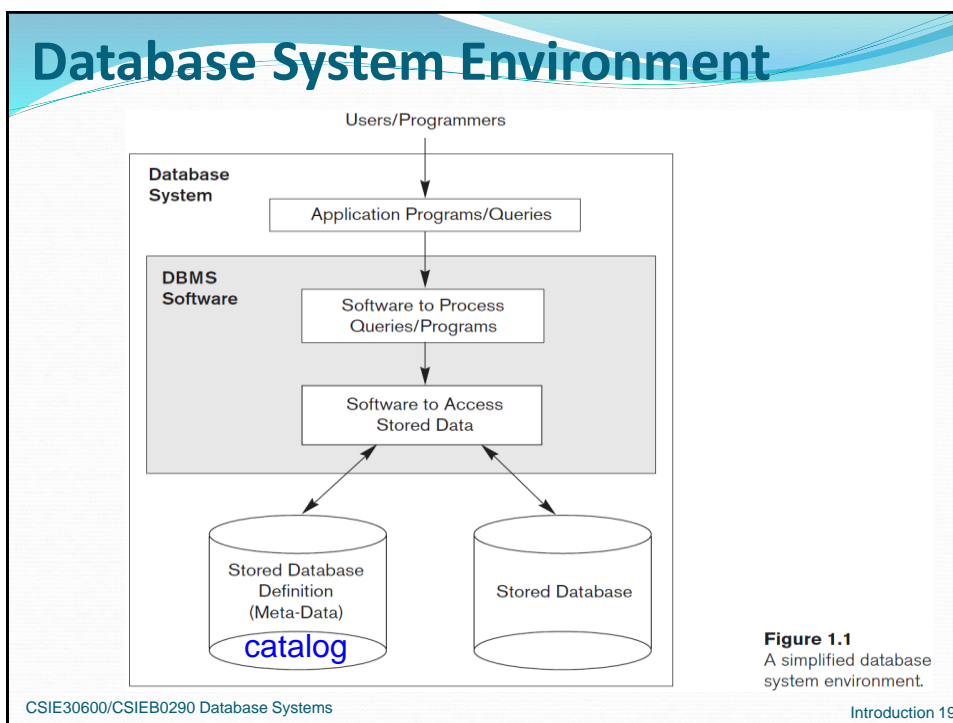 Database System Environment
Users/Programmers
Database
System
Application Programs/Queries
DBMS
Software
Software to Process
Queries/Programs
Software to Access
Stored Data
Stored Database
Definition
(Meta-Data)
catalog
Stored Database
Figure 1.1
A simplified database
system environment.
CSIE30600/CSIEB0290 Database Systems
Introduction 19